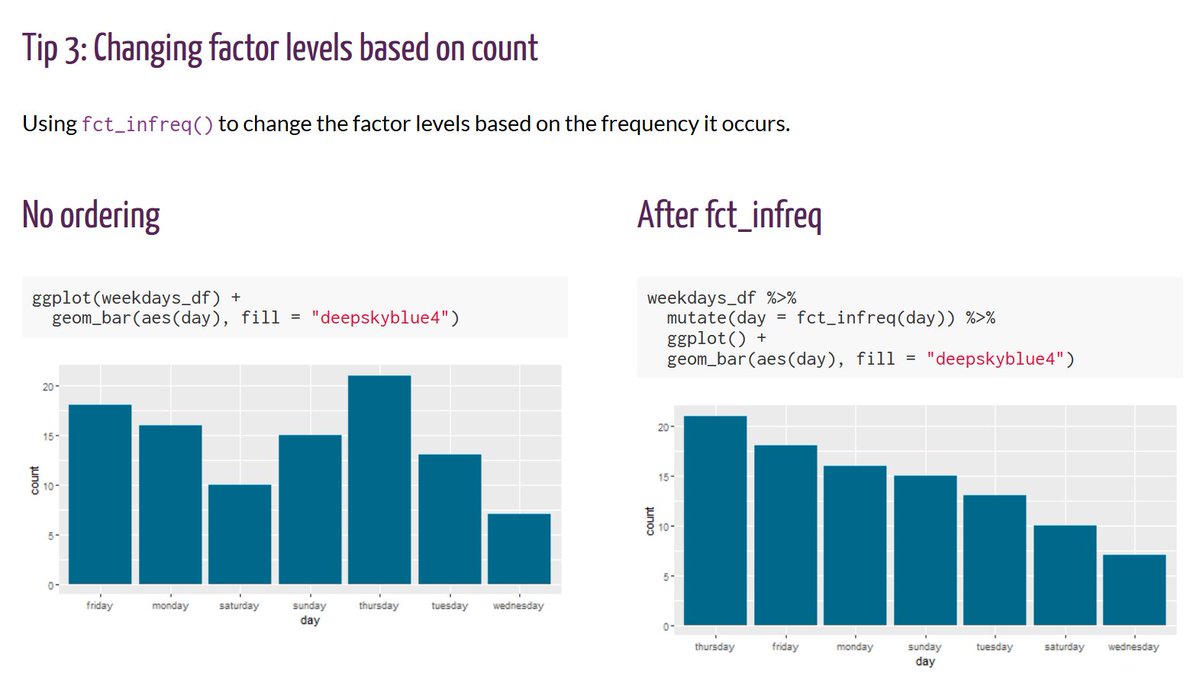 Tip 3: Changing factor levels based on count
Using fct_infreq() to change the factor levels based on the frequency it occurs.
No ordering
ggplot(weekdays_df) +
  geom_bar(aes(day), fill = "deepskyblue4")
20
15
10
5
0
count
friday monday saturday sunday thursday tuesday wednesday
day
After fct_infreq
weekdays_df %>%
  mutate(day = fct_infreq(day)) %>%
  ggplot() +
  geom_bar(aes(day), fill = "deepskyblue4")
20
15
10
5
0
count
thursday friday monday sunday tuesday saturday wednesday
day